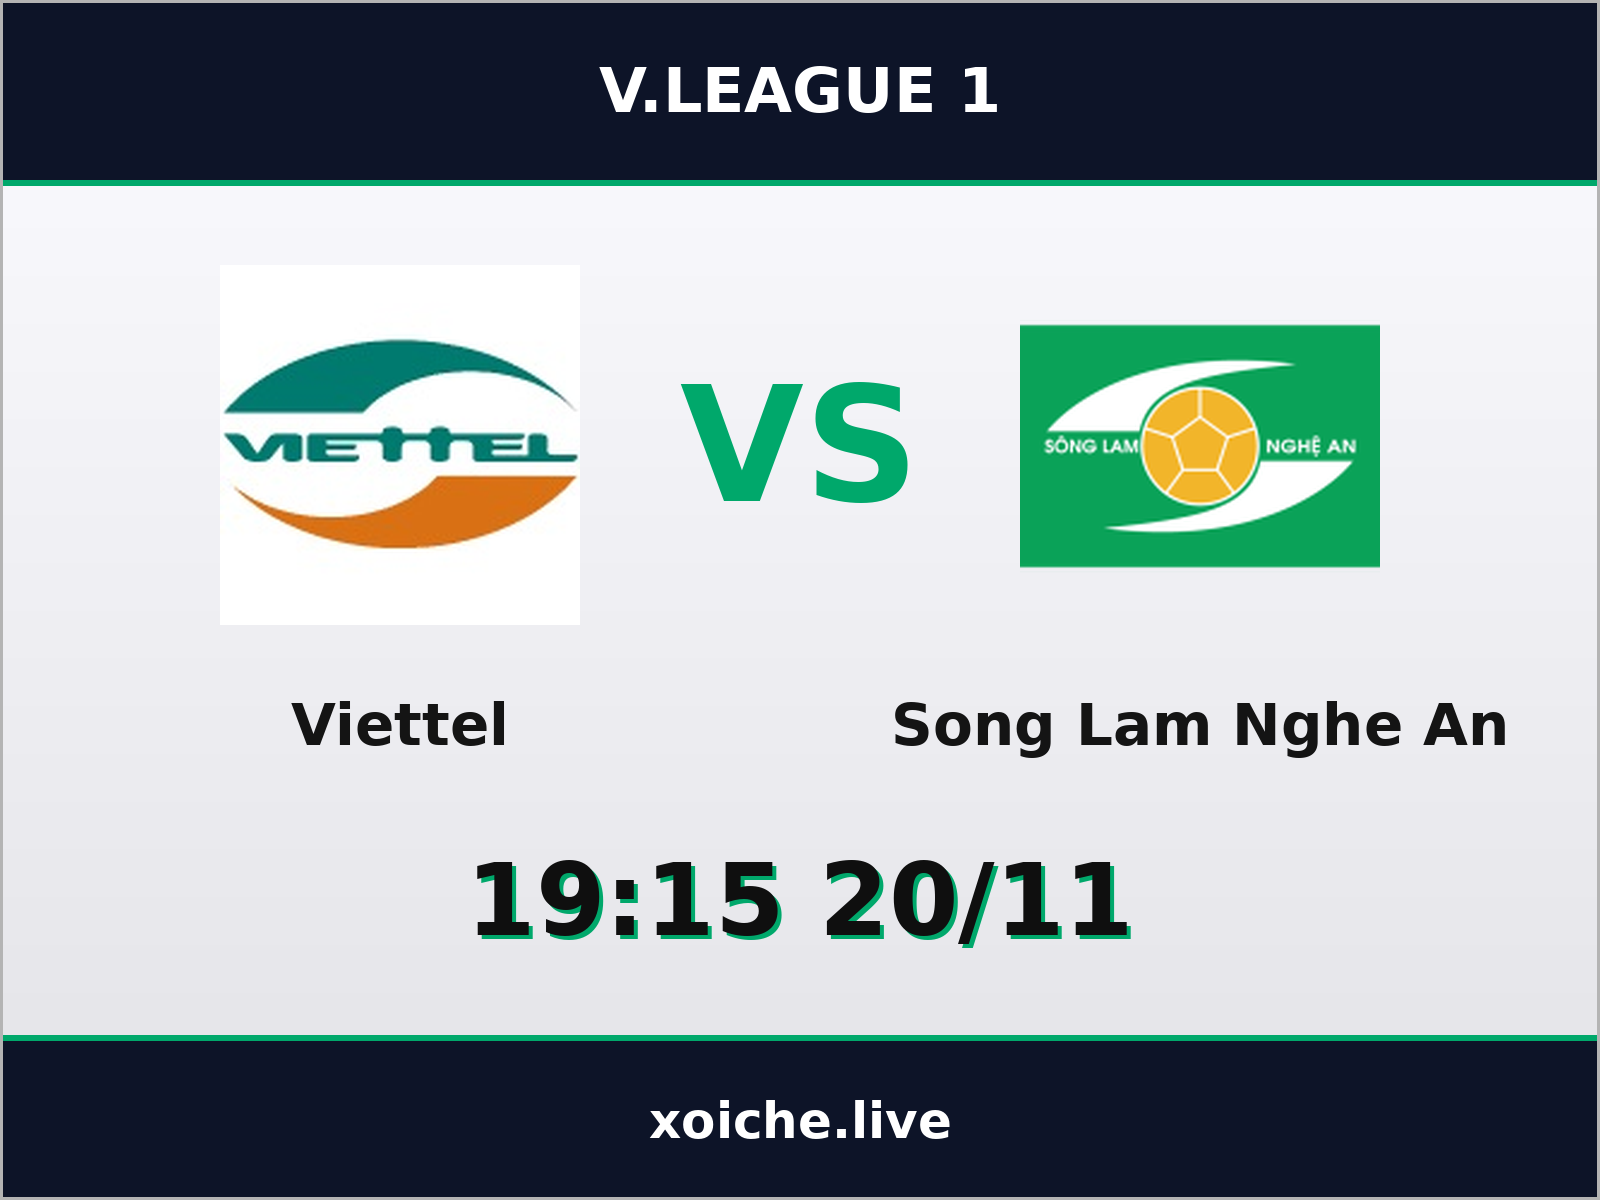 V.LEAGUE 1
VIETTEL
VS
SÔNG LAM NGHỆ AN
Viettel
Song Lam Nghe An
19:15 20/11
xoiche.live